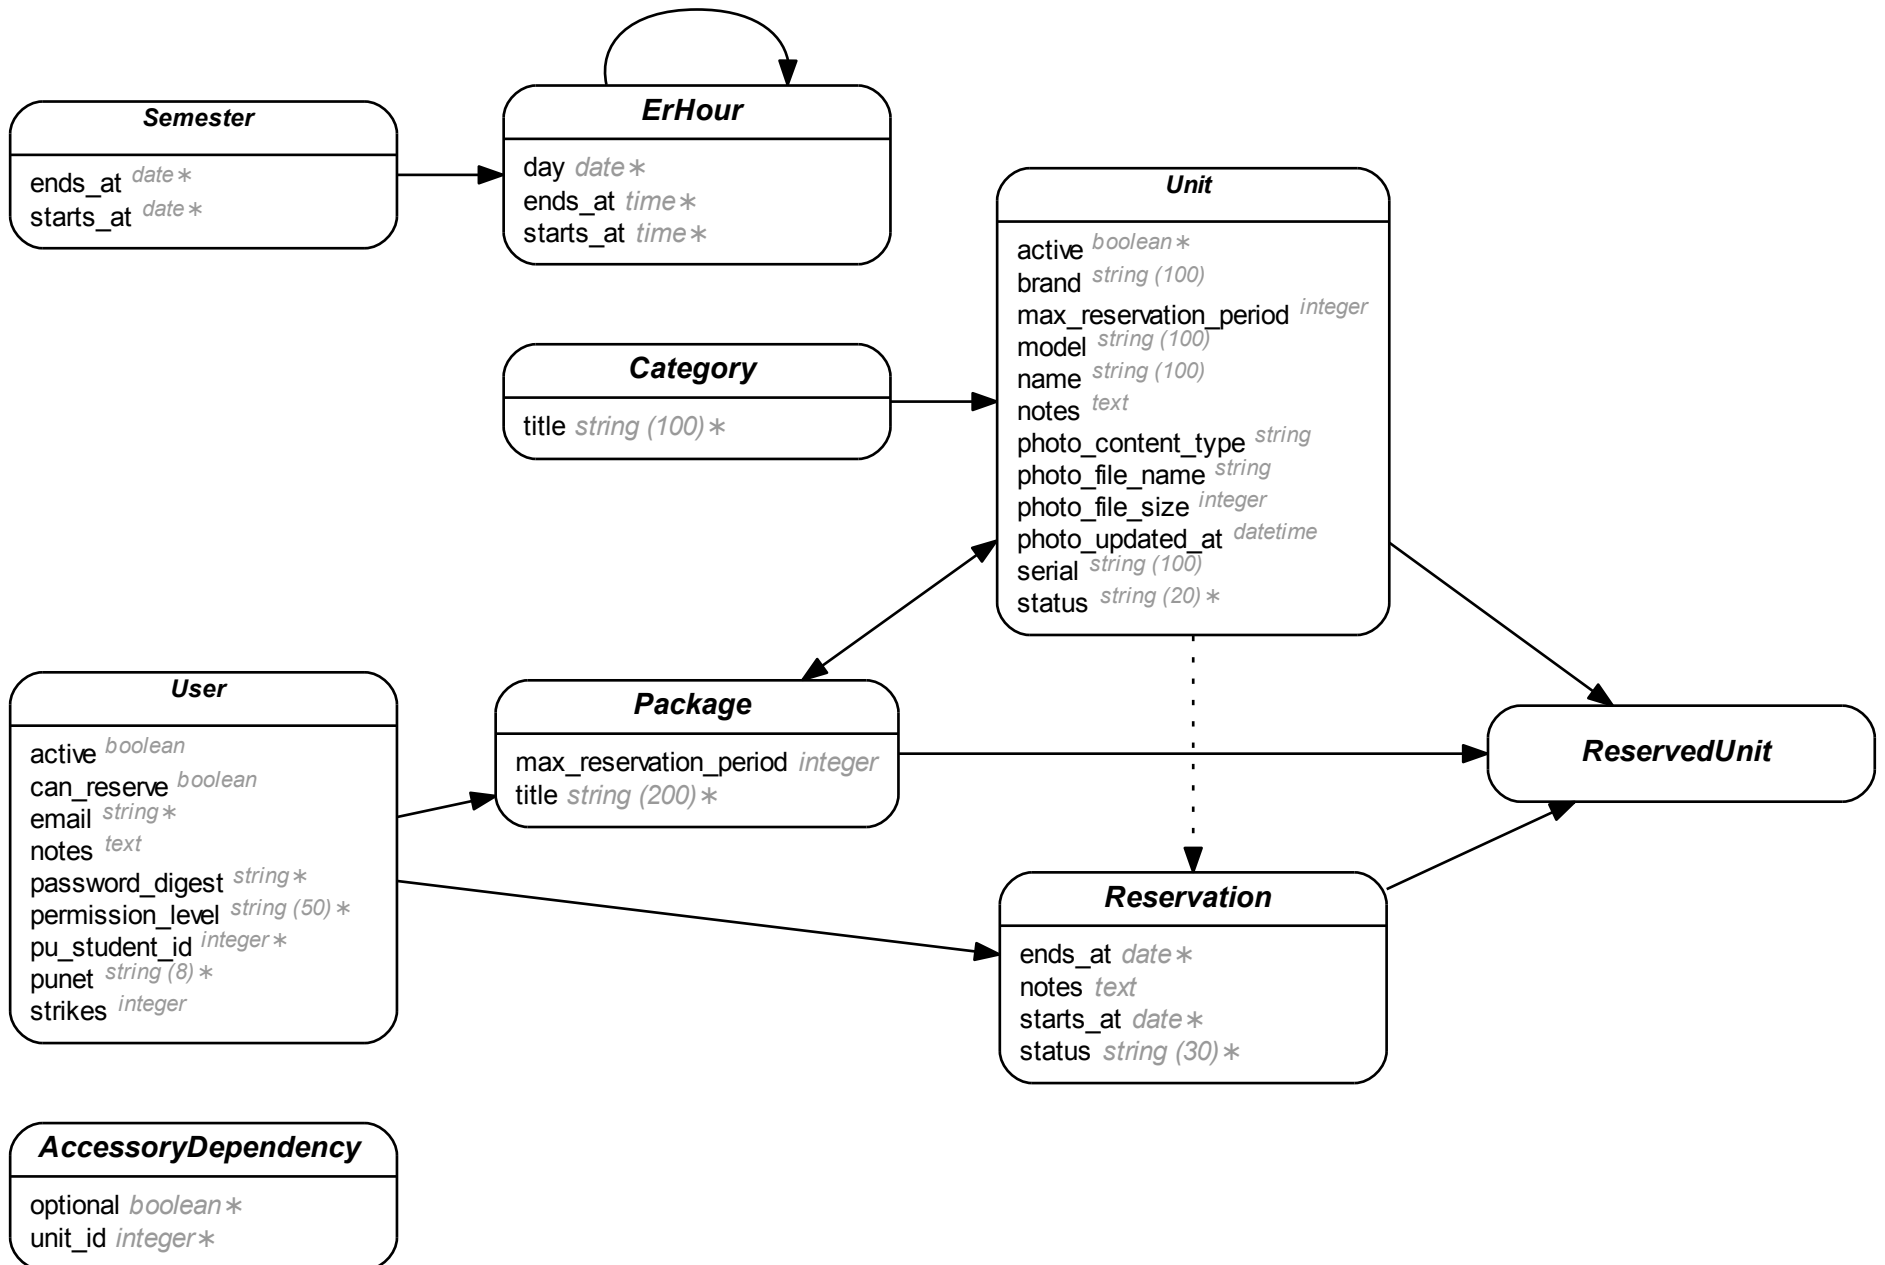 Semester
ends_at date∗
starts_at date∗
ErHour
day date∗
ends_at time∗
starts_at time∗
Category
title string (100)∗
Unit
active boolean∗
brand string (100)
max_reservation_period integer
model string (100)
name string (100)
notes text
photo_content_type string
photo_file_name string
photo_file_size integer
photo_updated_at datetime
serial string (100)
status string (20)∗
User
active boolean
can_reserve boolean
email string∗
notes text
password_digest string∗
permission_level string (50)∗
pu_student_id integer∗
punet string (8)∗
strikes integer
Package
max_reservation_period integer
title string (200)∗
ReservedUnit
Reservation
ends_at date∗
notes text
starts_at date∗
status string (30)∗
AccessoryDependency
optional boolean∗
unit_id integer∗